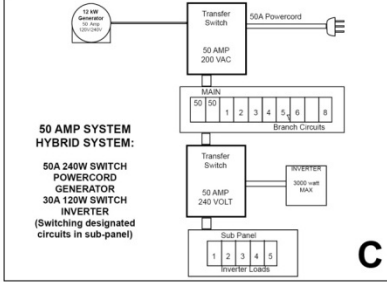 12 kW
Generator
50 Amp
120V/240V
Transfer
Switch
50 AMP
200 VAC
50A Powercord
MAIN
50 50 1 2 3 4 5 6 8
Branch Circuits
50 AMP SYSTEM
HYBRID SYSTEM:
50A 240W SWITCH
POWERCORD
GENERATOR
30A 120W SWITCH
INVERTER
(Switching designated
circuits in sub-panel)
Transfer
Switch
50 AMP
240 VOLT
INVERTER
3000 watt
MAX
Sub Panel
1 2 3 4 5
Inverter Loads
C